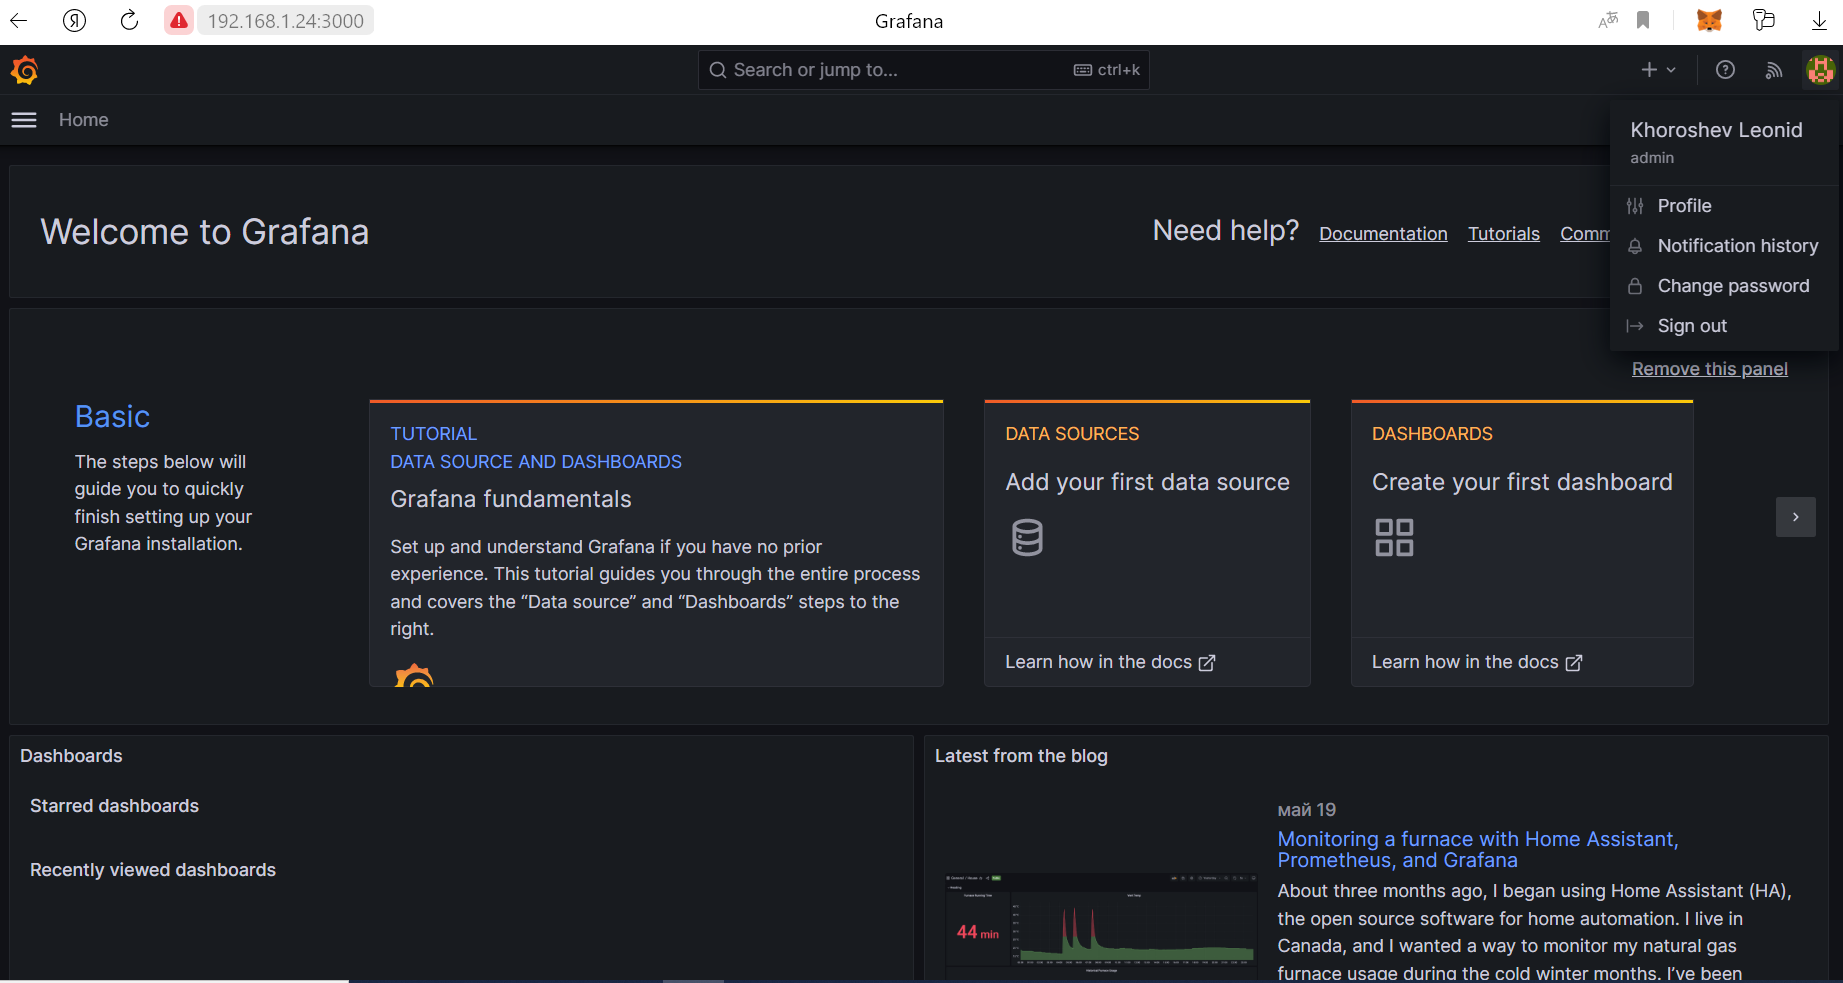 Я
192.168.1.24:3000
Grafana
Search or jump to...
ctrl+k
Home
Khoroshev Leonid
admin
Profile
Notification history
Change password
Sign out
Welcome to Grafana
Need help?
Documentation
Tutorials
Comm
Remove this panel
Basic
The steps below will
guide you to quickly
finish setting up your
Grafana installation.
TUTORIAL
DATA SOURCE AND DASHBOARDS
Grafana fundamentals
Set up and understand Grafana if you have no prior
experience. This tutorial guides you through the entire process
and covers the “Data source” and “Dashboards” steps to the
right.
DATA SOURCES
Add your first data source
Learn how in the docs
DASHBOARDS
Create your first dashboard
Learn how in the docs
Dashboards
Starred dashboards
Recently viewed dashboards
Latest from the blog
май 19
Monitoring a furnace with Home Assistant,
Prometheus, and Grafana
About three months ago, I began using Home Assistant (HA),
the open source software for home automation. I live in
Canada, and I wanted a way to monitor my natural gas
furnace usage during the cold winter months. I’ve been
44 min